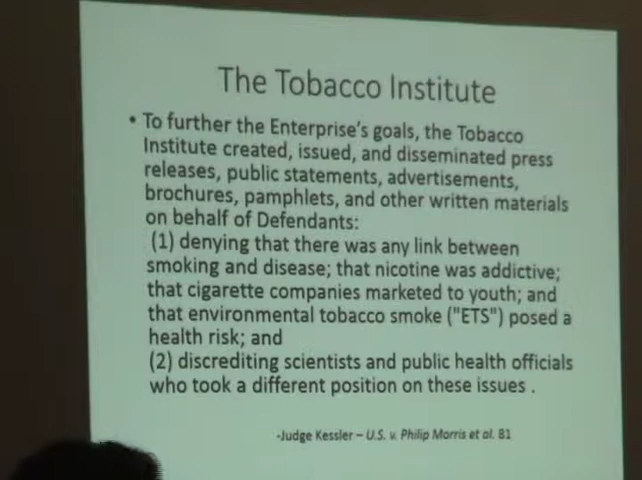 The Tobacco Institute
• To further the Enterprise's goals, the Tobacco
Institute created, issued, and disseminated press
releases, public statements, advertisements,
brochures, pamphlets, and other written materials
on behalf of Defendants:
(1) denying that there was any link between
smoking and disease; that nicotine was addictive;
that cigarette companies marketed to youth; and
that environmental tobacco smoke ("ETS") posed a
health risk; and
(2) discrediting scientists and public health officials
who took a different position on these issues .
-Judge Kessler – U.S. v. Philip Morris et al. 81